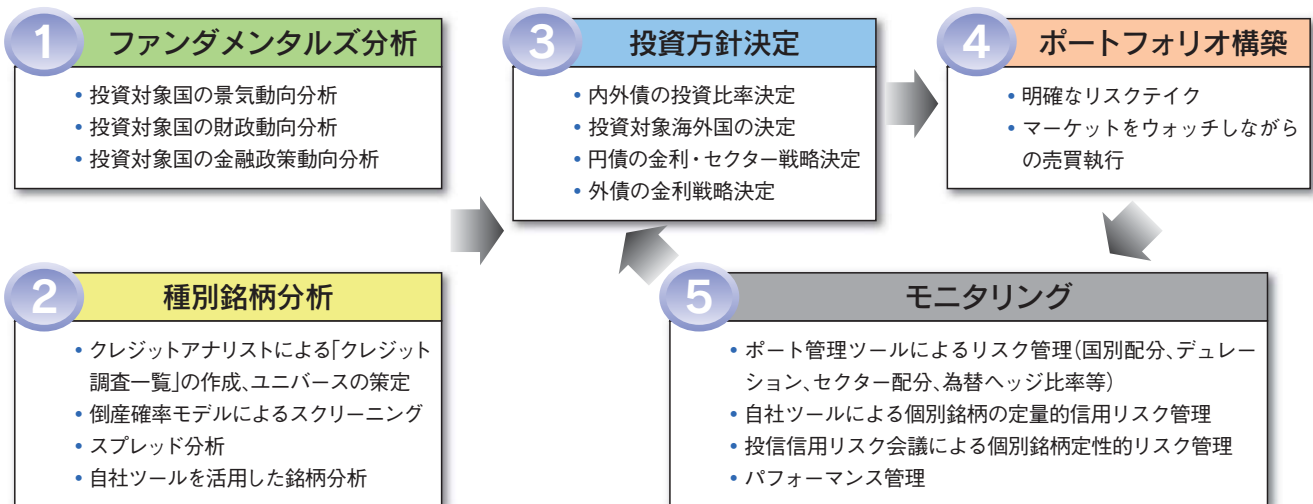 1
ファンダメンタルズ分析
• 投資対象国の景気動向分析
• 投資対象国の財政動向分析
• 投資対象国の金融政策動向分析
2
種別銘柄分析
• クレジットアナリストによる「クレジット
調査一覧」の作成、ユニバースの策定
• 倒産確率モデルによるスクリーニング
• スプレッド分析
• 自社ツールを活用した銘柄分析
3
投資方針決定
• 内外債の投資比率決定
• 投資対象海外国の決定
• 円債の金利・セクター戦略決定
• 外債の金利戦略決定
4
ポートフォリオ構築
• 明確なリスクテイク
• マーケットをウォッチしながら
の売買執行
5
モニタリング
• ポート管理ツールによるリスク管理(国別配分、デュレー
ション、セクター配分、為替ヘッジ比率等)
• 自社ツールによる個別銘柄の定量的信用リスク管理
• 投信信用リスク会議による個別銘柄定性的リスク管理
• パフォーマンス管理